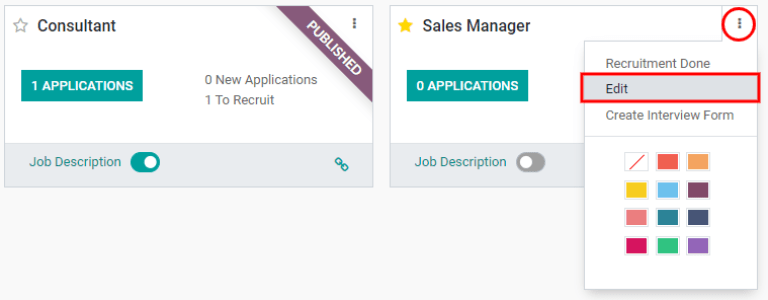 Consultant
PUBLISHED
1 APPLICATIONS
0 New Applications
1 To Recruit
Job Description
Sales Manager
0 APPLICATIONS
Job Description
Recruitment Done
Edit
Create Interview Form